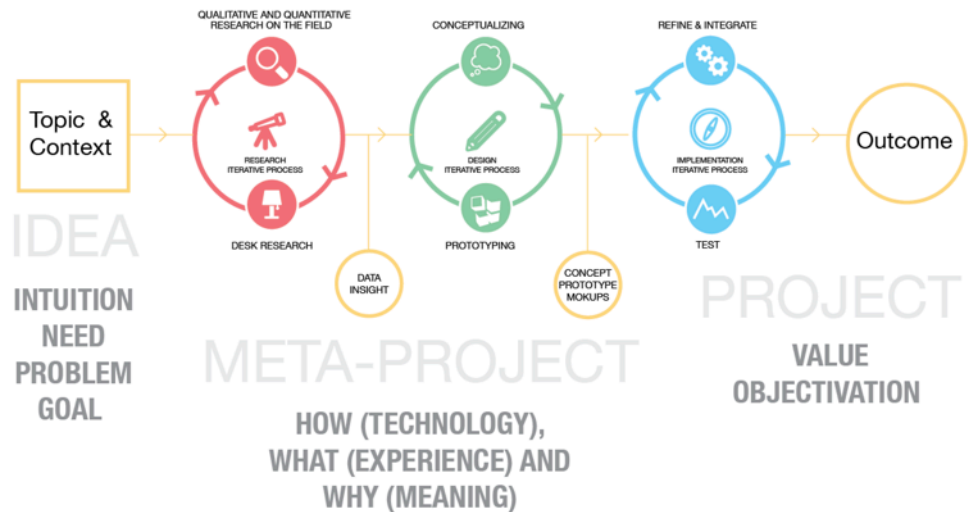 QUALITATIVE AND QUANTITATIVE
RESEARCH ON THE FIELD
CONCEPTUALIZING
REFINE & INTEGRATE
Topic &
Context
RESEARCH
ITERATIVE PROCESS
DESIGN
ITERATIVE PROCESS
IMPLEMENTATION
ITERATIVE PROCESS
Outcome
DESK RESEARCH
PROTOTYPING
TEST
DATA
INSIGHT
CONCEPT
PROTOTYPE
MOKUPS
IDEA
INTUITION
NEED
PROBLEM
GOAL
META-PROJECT
HOW (TECHNOLOGY),
WHAT (EXPERIENCE) AND
WHY (MEANING)
PROJECT
VALUE
OBJECTIVATION